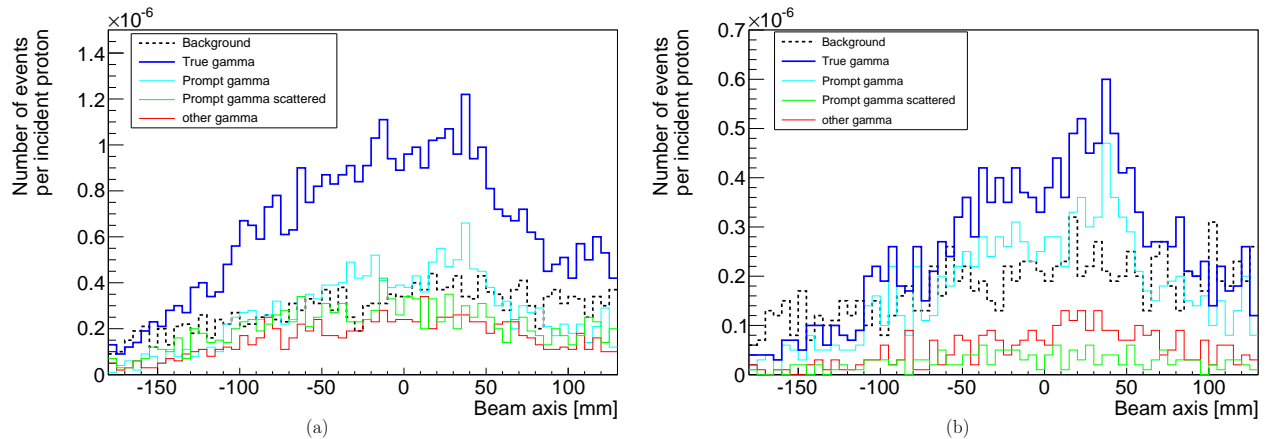 ×10⁻⁶
Number of events
per incident proton
Background
True gamma
Prompt gamma
Prompt gamma scattered
other gamma
1.4
1.2
1
0.8
0.6
0.4
0.2
0
-150 -100 -50 0 50 100
Beam axis [mm]
(a)
×10⁻⁶
Number of events
per incident proton
Background
True gamma
Prompt gamma
Prompt gamma scattered
other gamma
0.7
0.6
0.5
0.4
0.3
0.2
0.1
0
-150 -100 -50 0 50 100
Beam axis [mm]
(b)